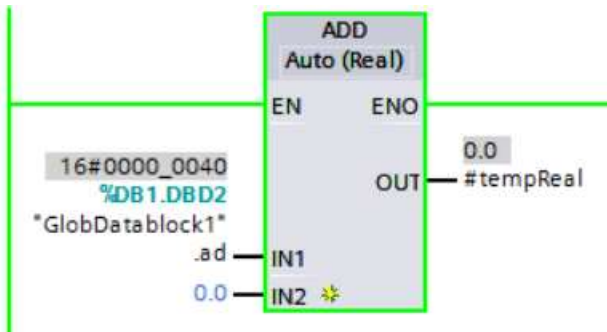 ADD
Auto (Real)
EN ENO
16#0000_0040
%DB1.DBD2
"GlobDatablock1"
.ad
IN1
0.0
IN2
0.0
OUT
#tempReal